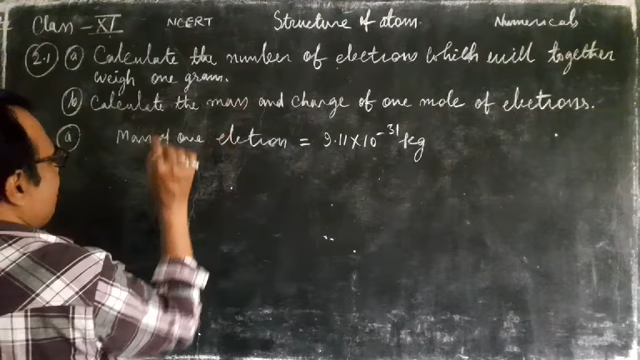 Class - XI NCERT Structure of atom. Numericals
2.1 (a) Calculate the number of electrons which will together
weigh one gram.
(b) Calculate the mass and charge of one mole of electrons.
(a) Mass of one eletron = 9.11 × 10⁻³¹ kg